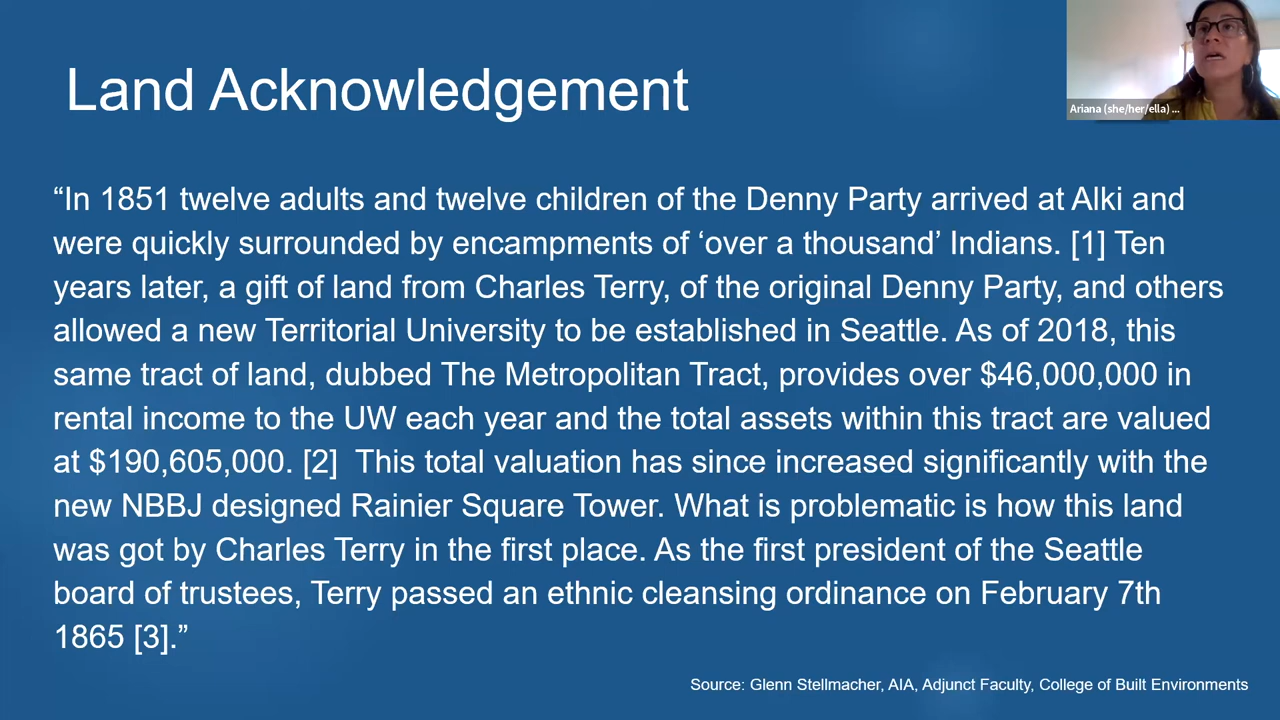 Land Acknowledgement
Ariana (she/her/ella) ...
“In 1851 twelve adults and twelve children of the Denny Party arrived at Alki and
were quickly surrounded by encampments of ‘over a thousand’ Indians. [1] Ten
years later, a gift of land from Charles Terry, of the original Denny Party, and others
allowed a new Territorial University to be established in Seattle. As of 2018, this
same tract of land, dubbed The Metropolitan Tract, provides over $46,000,000 in
rental income to the UW each year and the total assets within this tract are valued
at $190,605,000. [2]  This total valuation has since increased significantly with the
new NBBJ designed Rainier Square Tower. What is problematic is how this land
was got by Charles Terry in the first place. As the first president of the Seattle
board of trustees, Terry passed an ethnic cleansing ordinance on February 7th
1865 [3].”
Source: Glenn Stellmacher, AIA, Adjunct Faculty, College of Built Environments